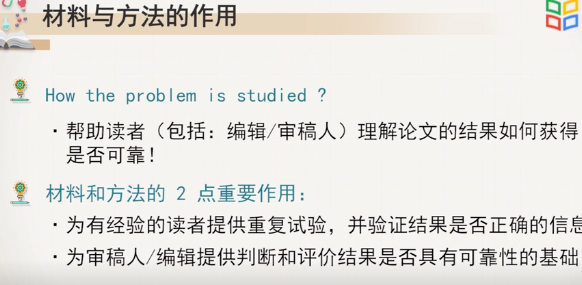 材料与方法的作用
How the problem is studied ?
·帮助读者（包括：编辑/审稿人）理解论文的结果如何获得
是否可靠！
材料和方法的 2 点重要作用：
·为有经验的读者提供重复试验，并验证结果是否正确的信息
·为审稿人/编辑提供判断和评价结果是否具有可靠性的基础